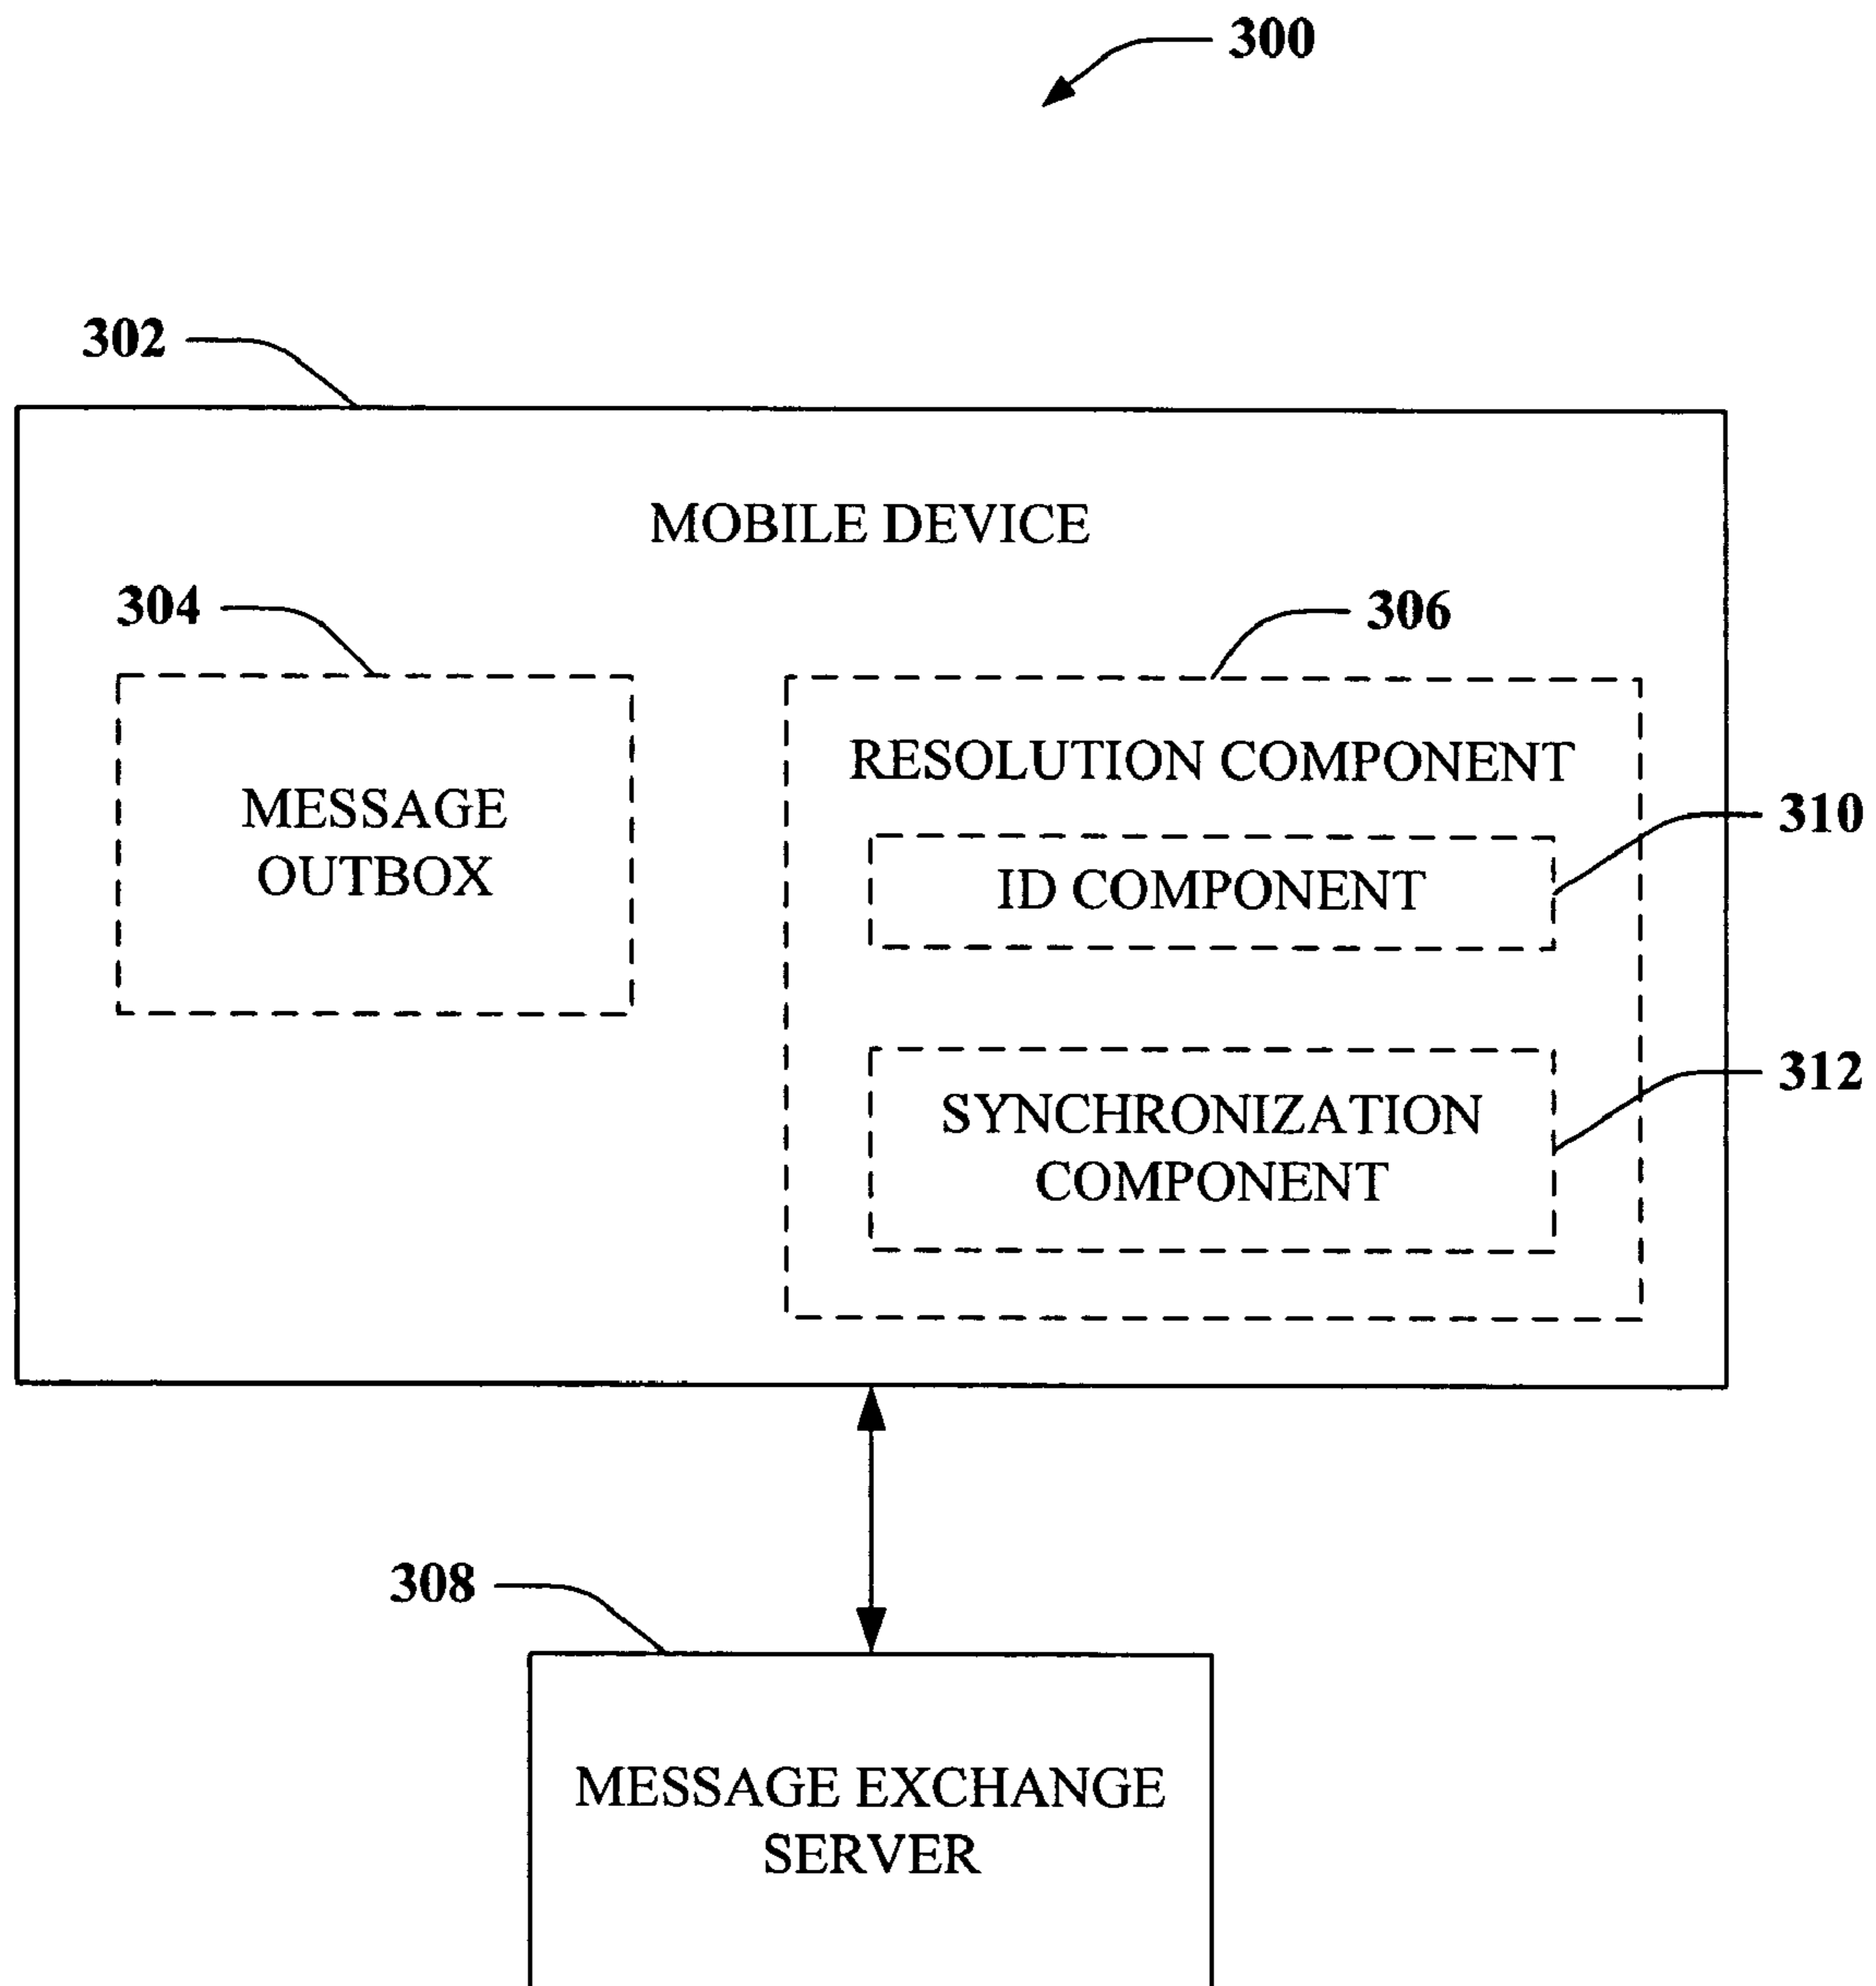 300
302
MOBILE DEVICE
304
306
MESSAGE
OUTBOX
RESOLUTION COMPONENT
310
ID COMPONENT
312
SYNCHRONIZATION
COMPONENT
308
MESSAGE EXCHANGE
SERVER